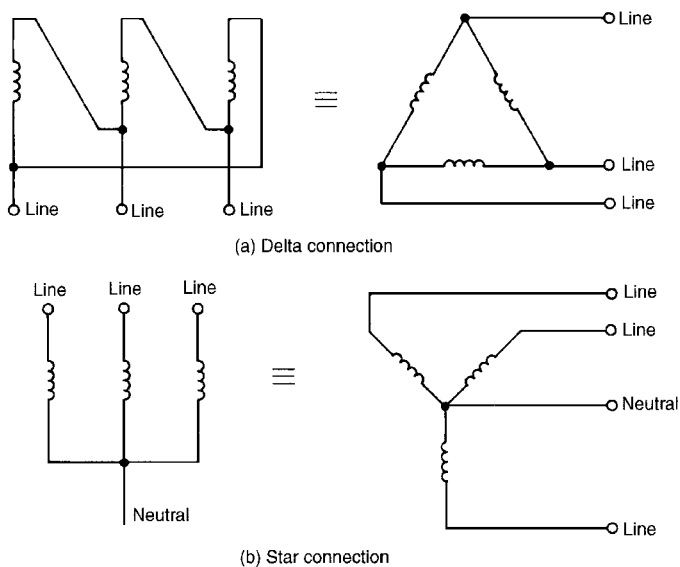 Line
Line
Line
Line Line Line
(a) Delta connection
Line Line Line
Line
Line
Neutral
Neutral
Line
(b) Star connection